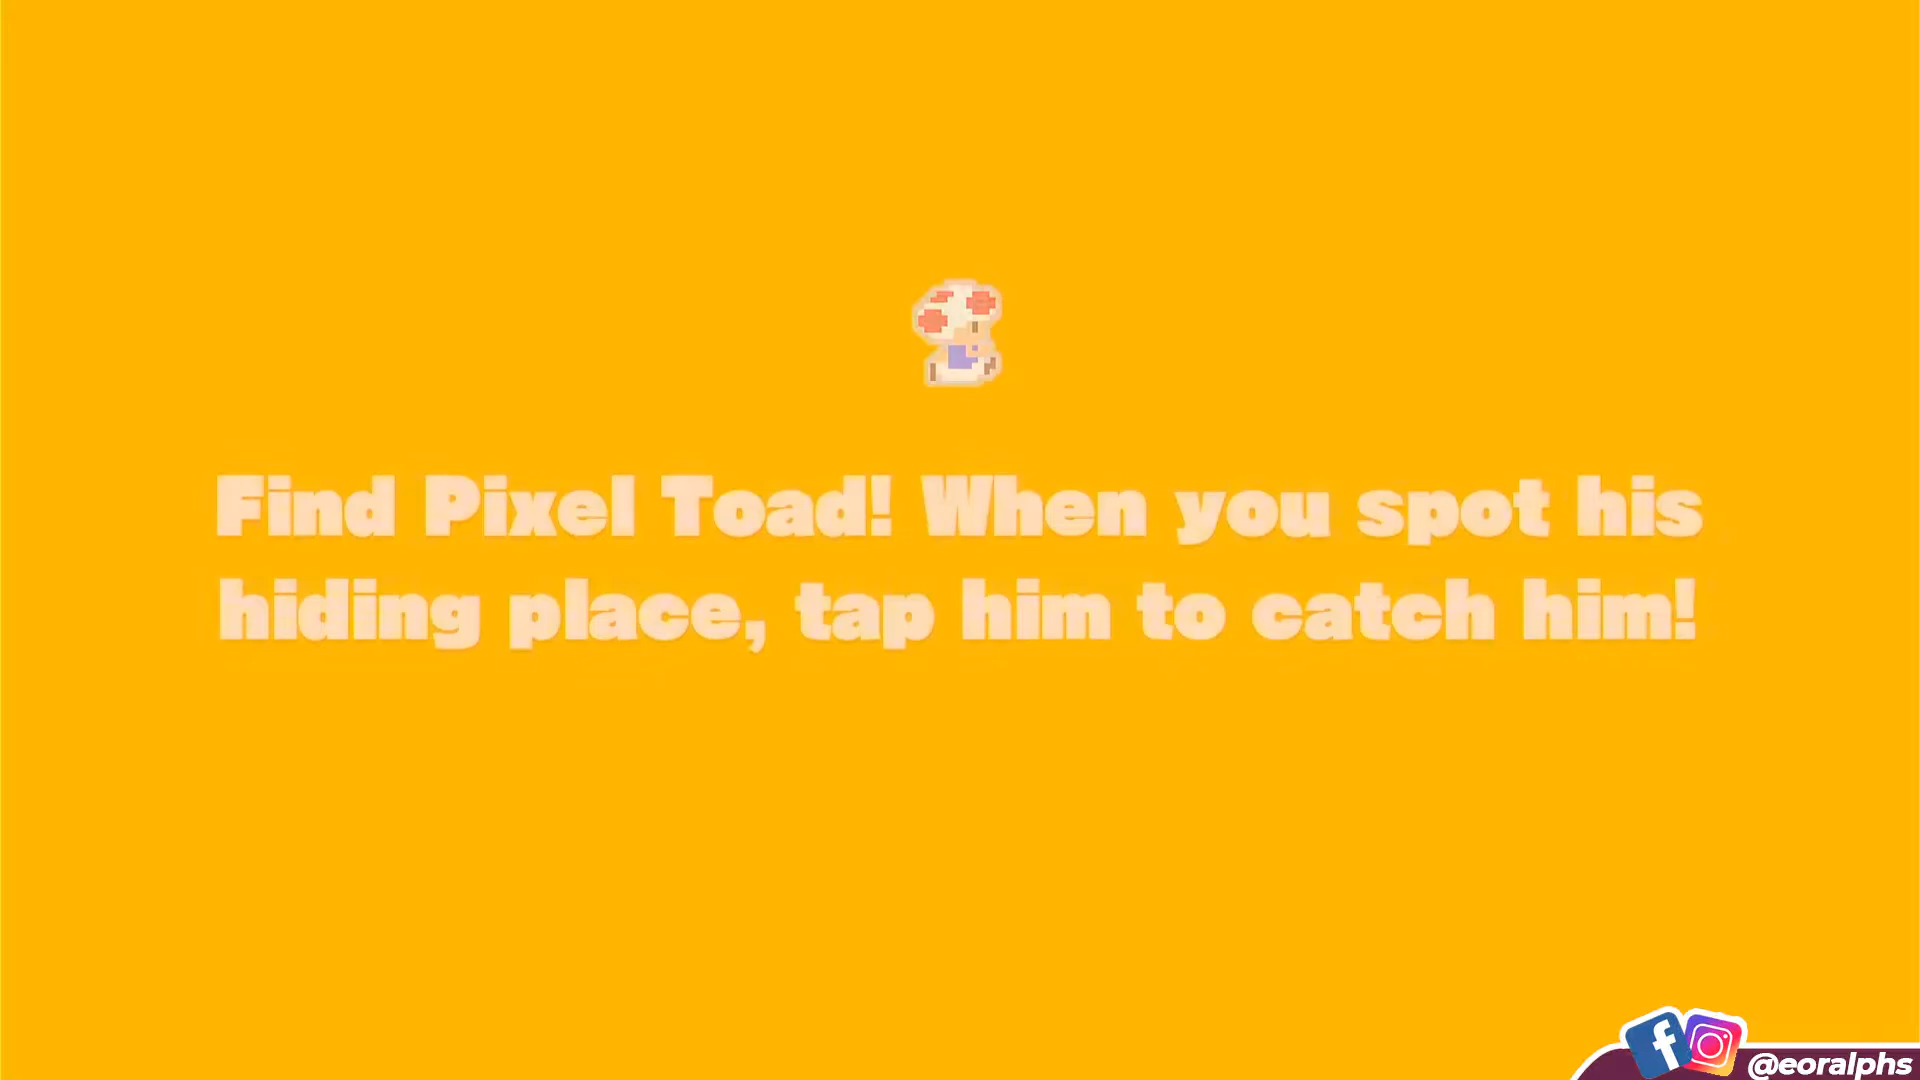 Find Pixel Toad! When you spot his
hiding place, tap him to catch him!
@eoralphs